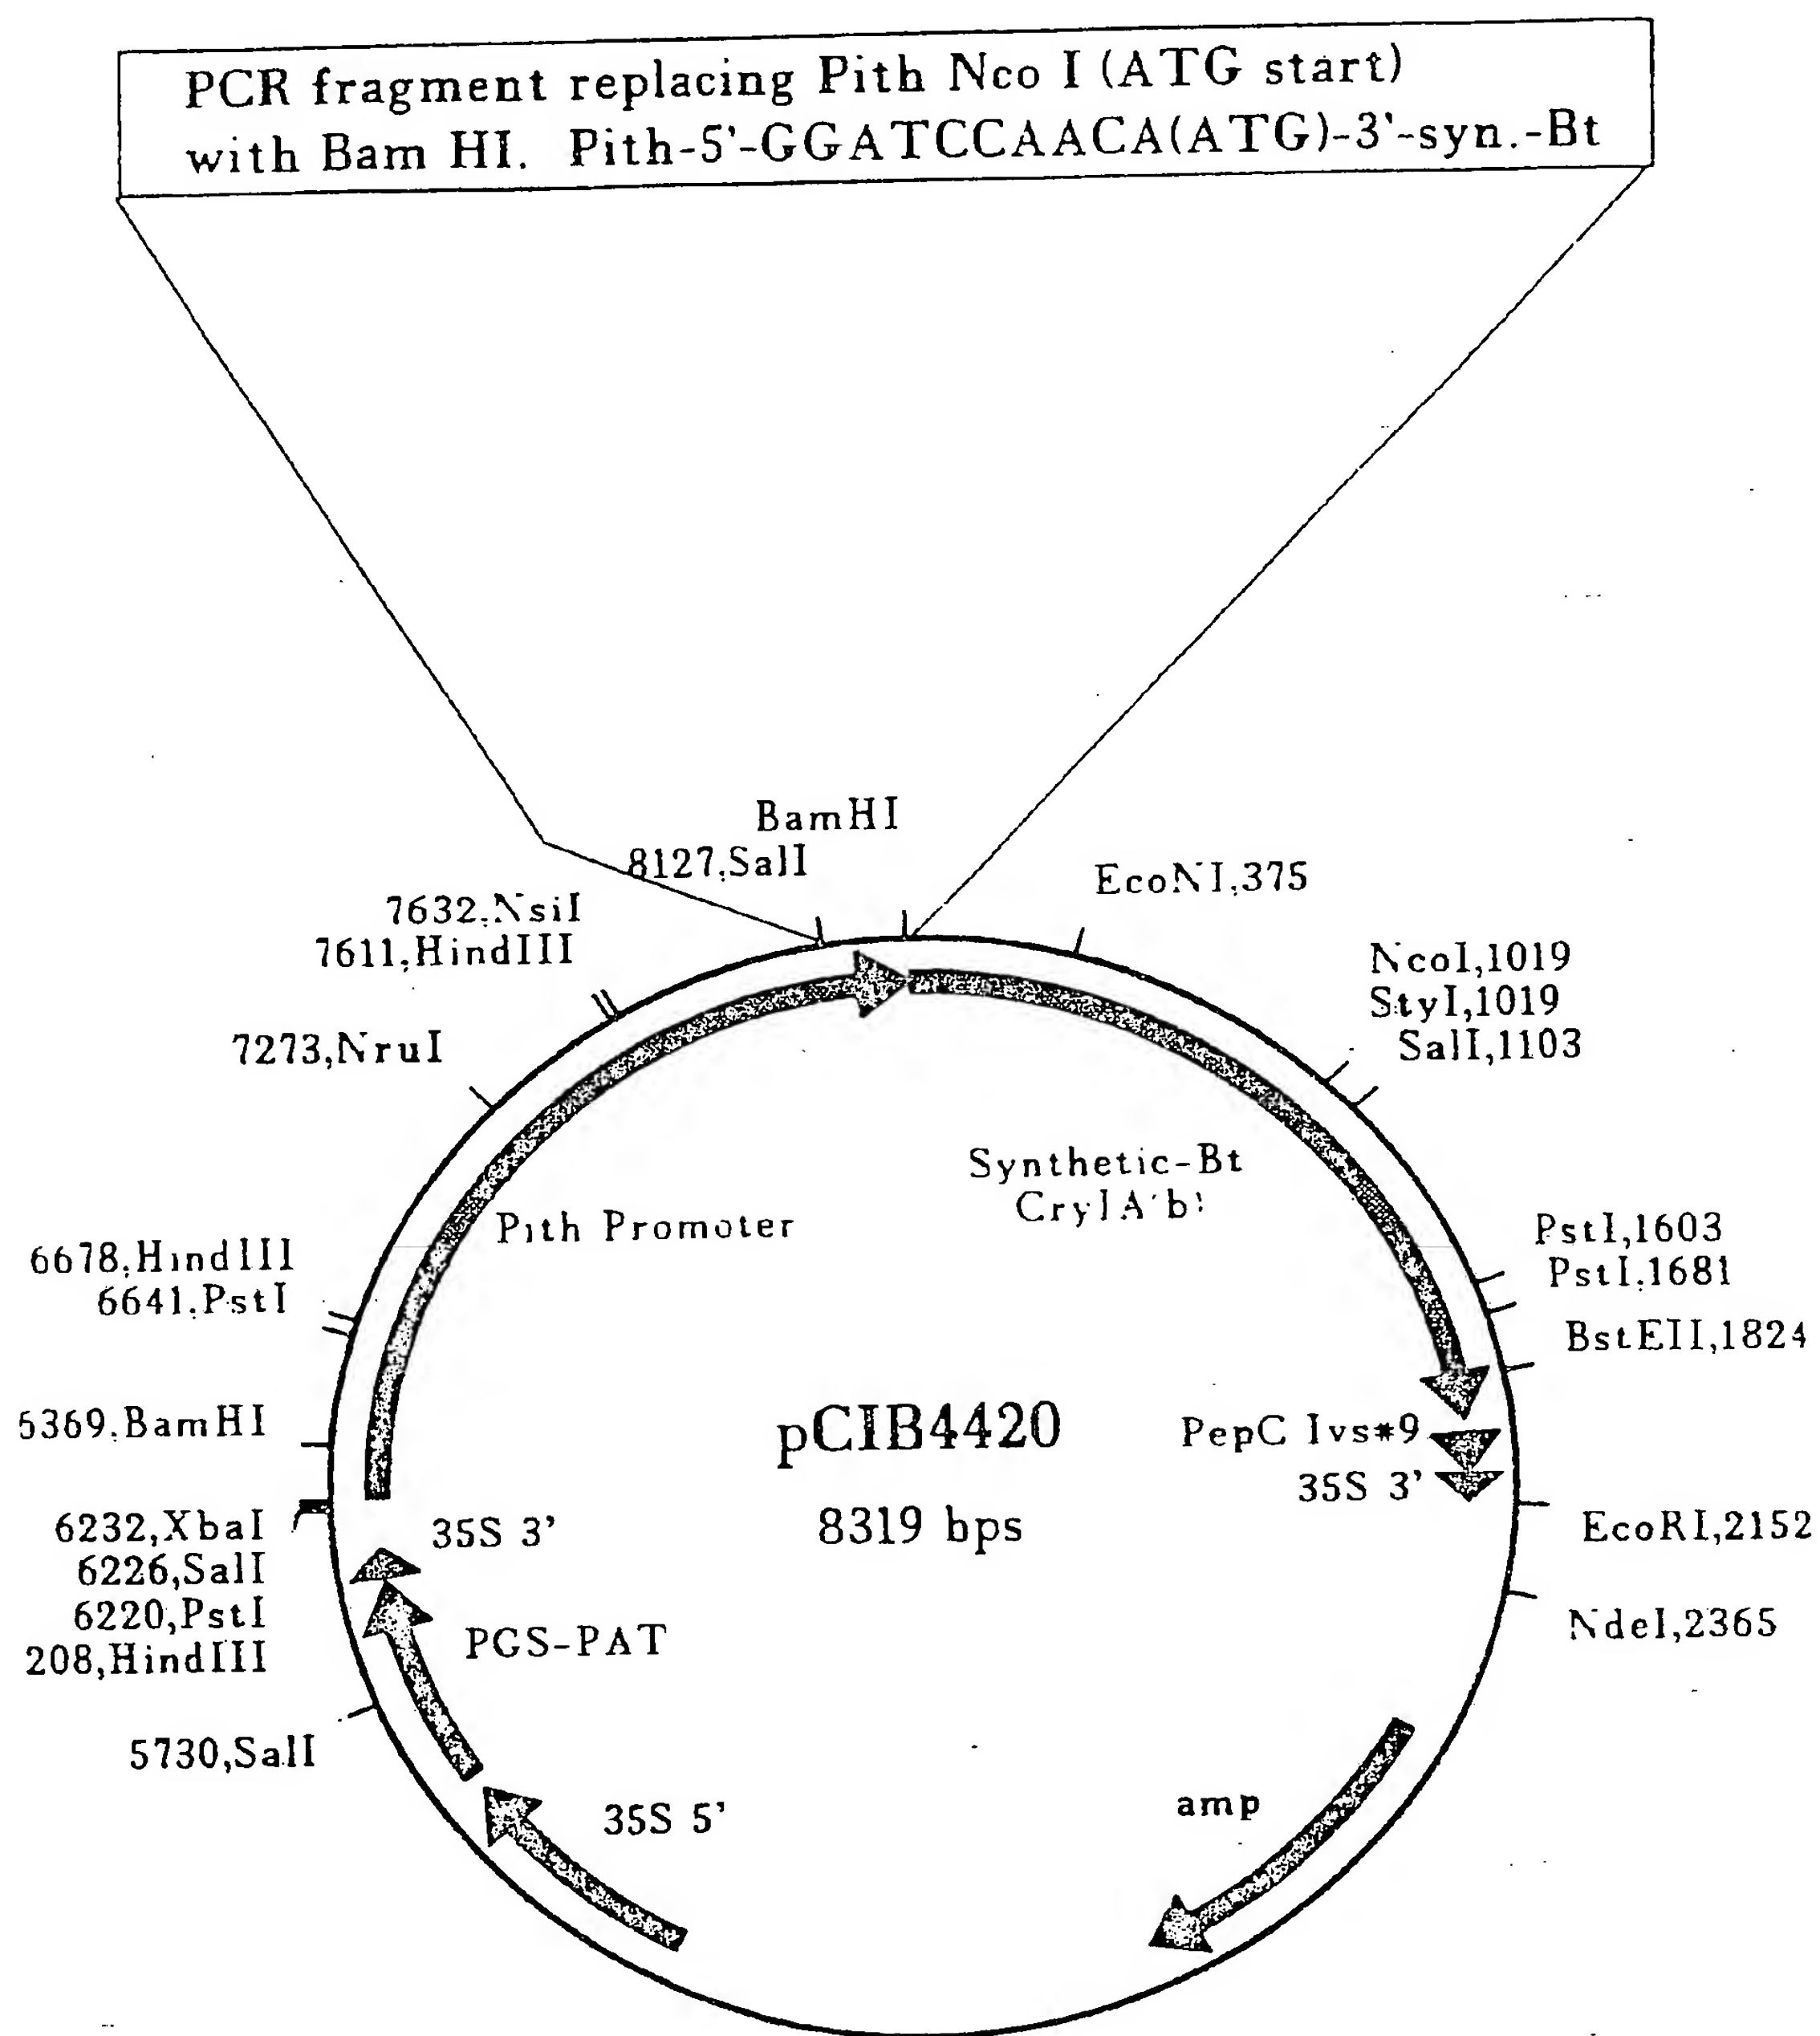 PCR fragment replacing Pith Nco I (ATG start)
with Bam HI. Pith-5'-GGATCCAACA(ATG)-3'-syn.-Bt
BamHI
8127,SalI
EcoNI,375
7632,NsiI
7611,HindIII
NcoI,1019
StyI,1019
SalI,1103
7273,NruI
Synthetic-Bt
CryIA(b)
Pith Promoter
PstI,1603
PstI.1681
6678,HindIII
6641,PstI
BstEII,1824
6369,BamHI
pCIB4420
PepC Ivs#9
35S 3'
8319 bps
EcoRI,2152
6232,XbaI
6226,SalI
6220,PstI
208,HindIII
35S 3'
NdeI,2365
PGS-PAT
5730,SalI
35S 5'
amp